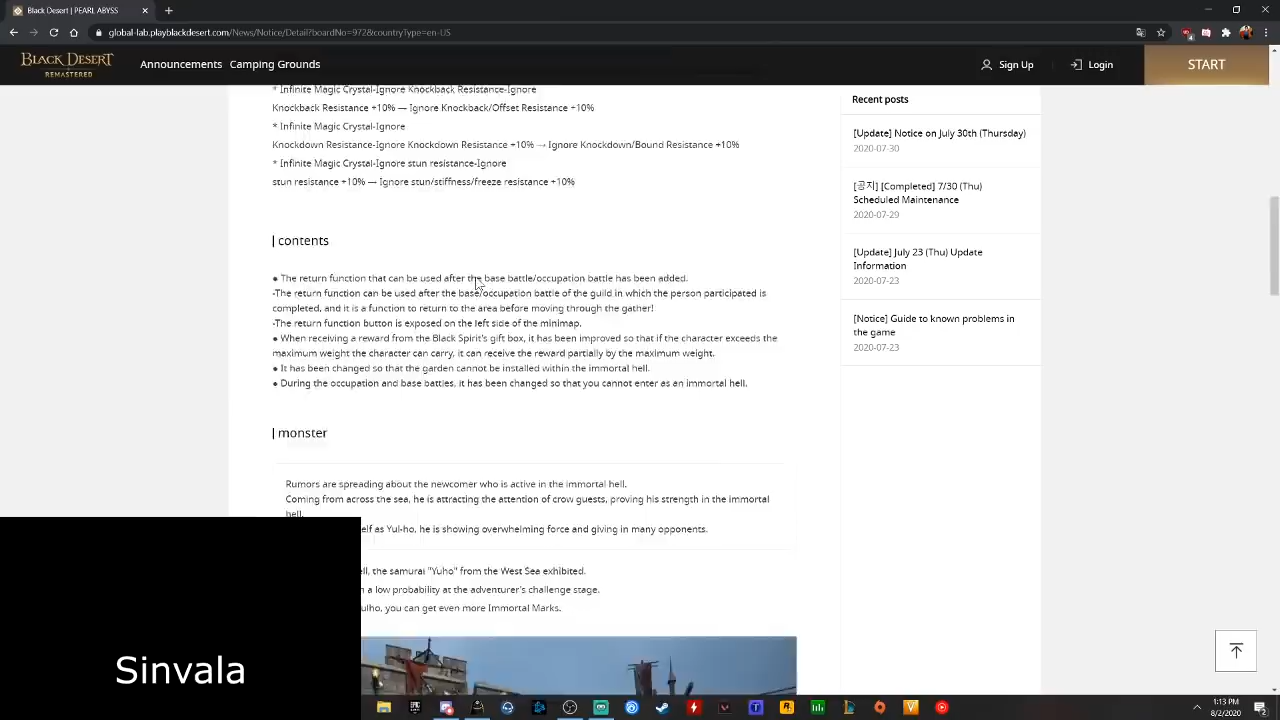 Black Desert | PEARL ABYSS
global-lab.playblackdesert.com/News/Notice/Detail?boardNo=972&countryType=en-US
BLACK DESERT
REMASTERED
Announcements
Camping Grounds
Sign Up
Login
START
* Infinite Magic Crystal-Ignore Knockback Resistance-Ignore
Knockback Resistance +10% → Ignore Knockback/Offset Resistance +10%
* Infinite Magic Crystal-Ignore
Knockdown Resistance-Ignore Knockdown Resistance +10% → Ignore Knockdown/Bound Resistance +10%
* Infinite Magic Crystal-Ignore stun resistance-Ignore
stun resistance +10% → Ignore stun/stiffness/freeze resistance +10%
| contents
● The return function that can be used after the base battle/occupation battle has been added.
-The return function can be used after the base/occupation battle of the guild in which the person participated is
completed, and it is a function to return to the area before moving through the gather!
-The return function button is exposed on the left side of the minimap.
● When receiving a reward from the Black Spirit's gift box, it has been improved so that if the character exceeds the
maximum weight the character can carry, it can receive the reward partially by the maximum weight.
● It has been changed so that the garden cannot be installed within the immortal hell.
● During the occupation and base battles, it has been changed so that you cannot enter as an immortal hell.
| monster
Rumors are spreading about the newcomer who is active in the immortal hell.
Coming from across the sea, he is attracting the attention of crow guests, proving his strength in the immortal
hell.
elf as Yul-ho, he is showing overwhelming force and giving in many opponents.
ell, the samurai "Yuho" from the West Sea exhibited.
a low probability at the adventurer's challenge stage.
ulho, you can get even more Immortal Marks.
Recent posts
[Update] Notice on July 30th (Thursday)
2020-07-30
[공지] [Completed] 7/30 (Thu)
Scheduled Maintenance
2020-07-29
[Update] July 23 (Thu) Update
Information
2020-07-23
[Notice] Guide to known problems in
the game
2020-07-23
Sinvala
1:13 PM
8/2/2020